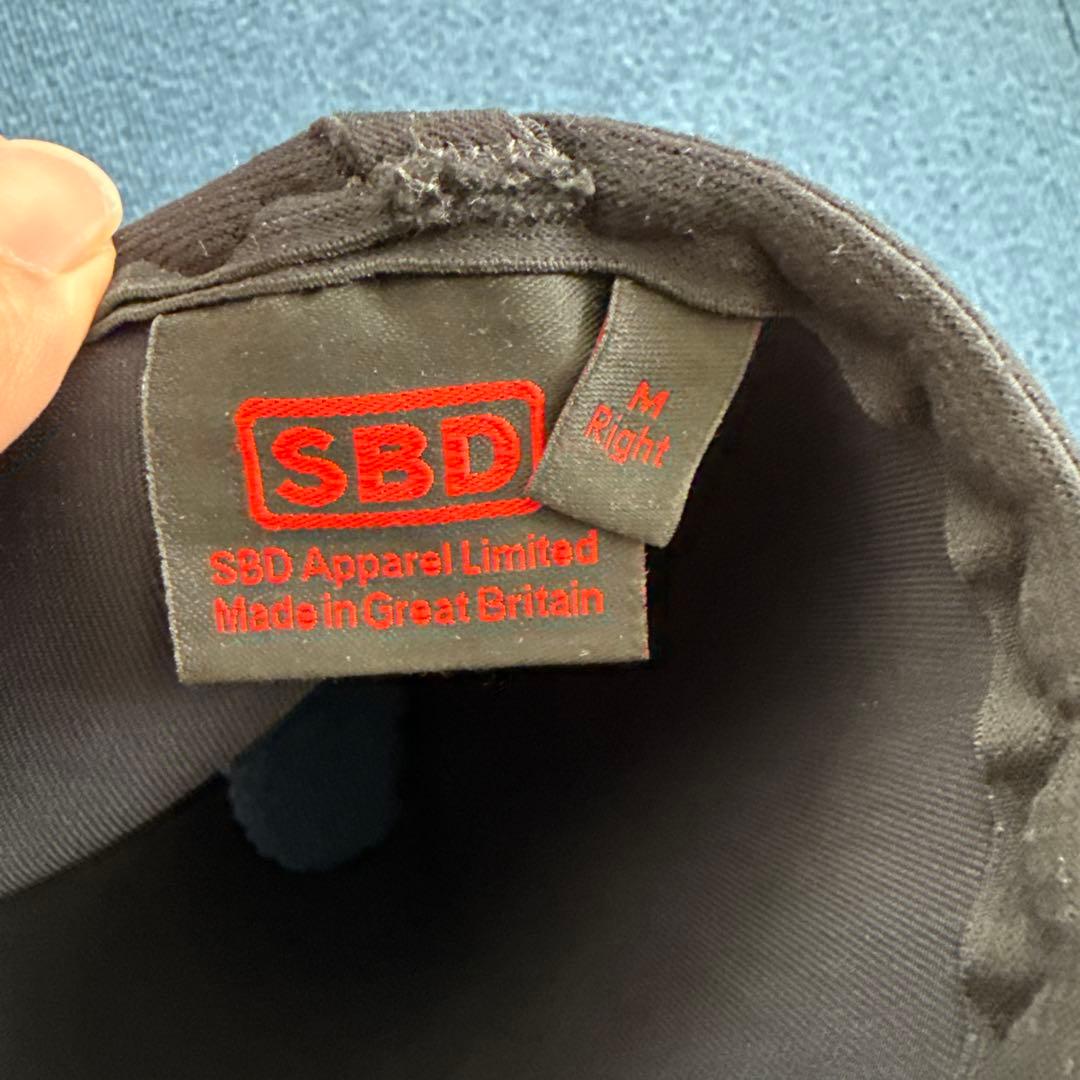 SBD
SBD Apparel Limited
Made in Great Britain
M
Right